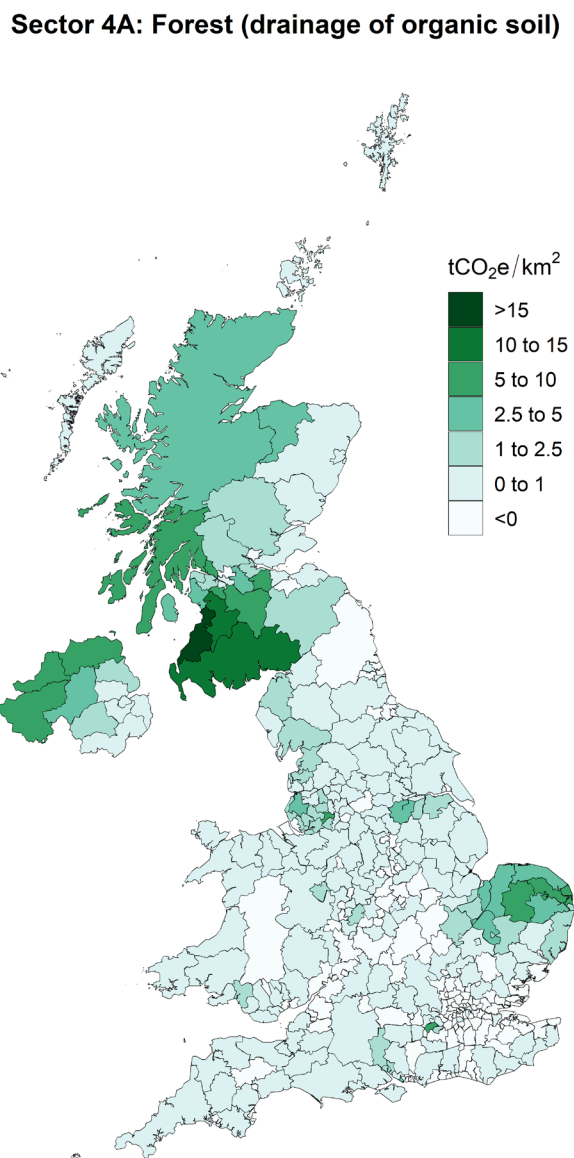 Sector 4A: Forest (drainage of organic soil)
tCO₂e/km²
>15
10 to 15
5 to 10
2.5 to 5
1 to 2.5
0 to 1
<0